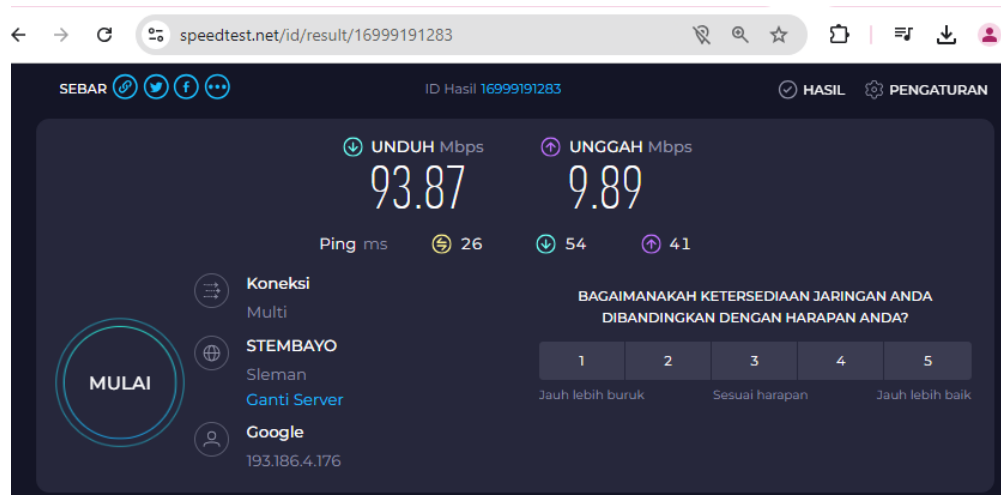 speedtest.net/id/result/16999191283
SEBAR
ID Hasil 16999191283
HASIL PENGATURAN
UNDUH Mbps
93.87
UNGGAH Mbps
9.89
Ping ms 26 54 41
Koneksi
Multi
STEMBAYO
Sleman
Ganti Server
Google
193.186.4.176
MULAI
BAGAIMANAKAH KETERSEDIAAN JARINGAN ANDA
DIBANDINGKAN DENGAN HARAPAN ANDA?
1 2 3 4 5
Jauh lebih buruk Sesuai harapan Jauh lebih baik